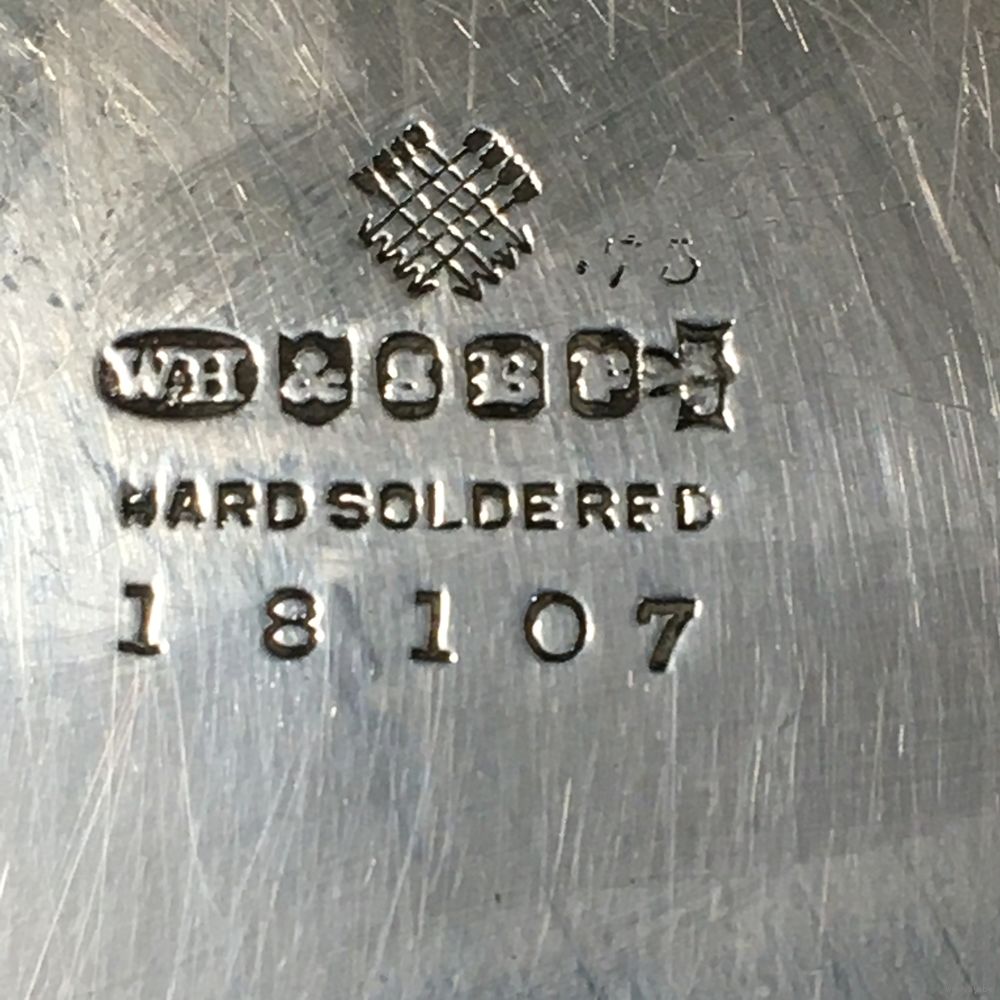 WH & S E P
HARD SOLDERED
18107